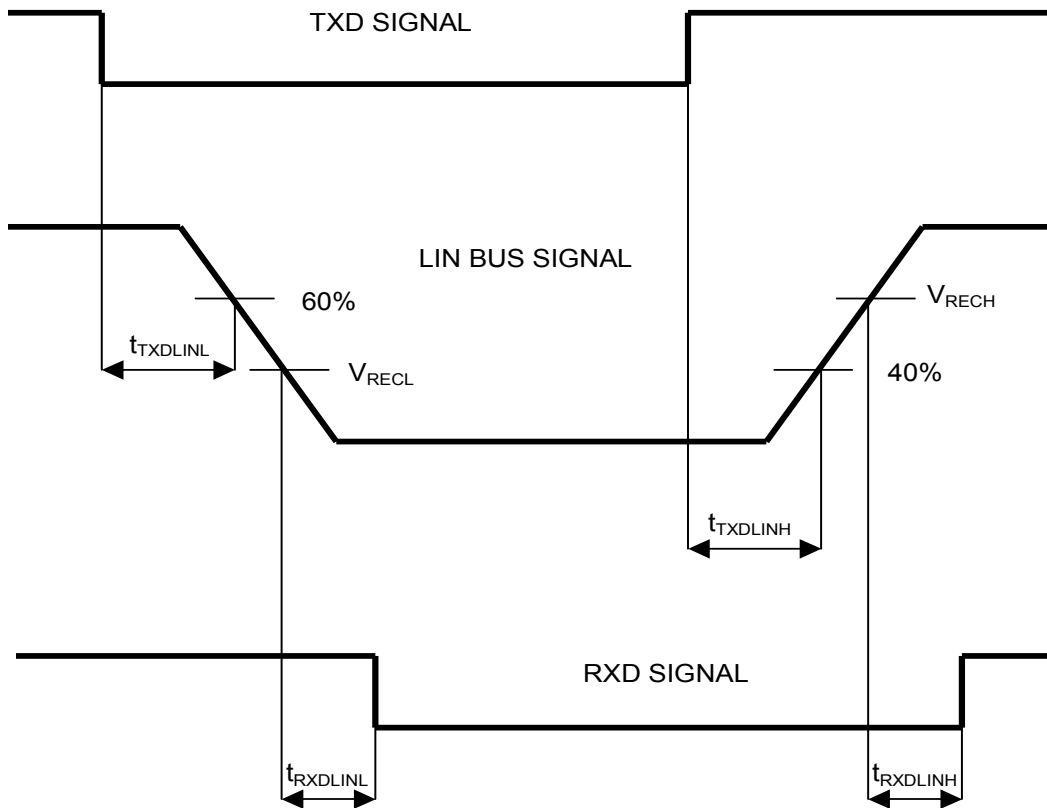 TXD SIGNAL
LIN BUS SIGNAL
60%
VRECH
tTXDLINL
VRECL
40%
tTXDLINH
RXD SIGNAL
tRXDLINL
tRXDLINH